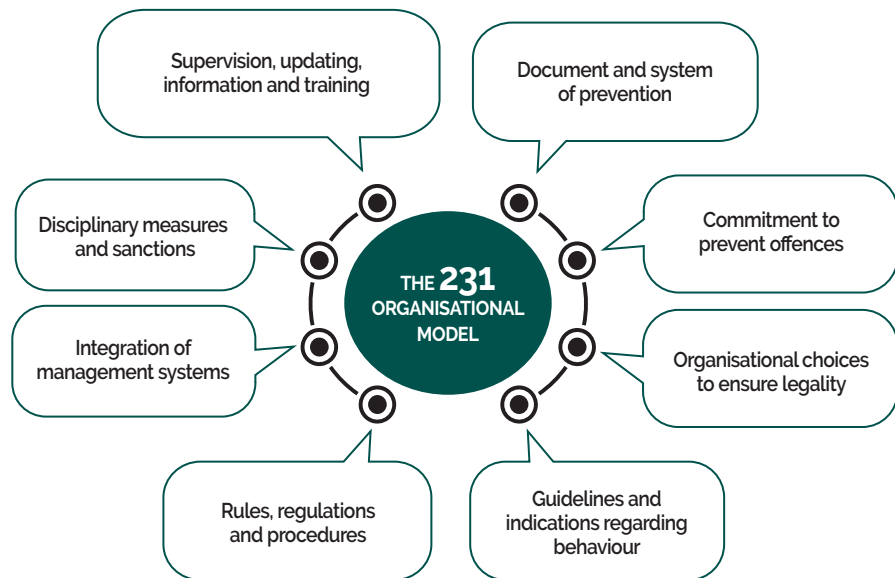 Supervision, updating,
information and training
Document and system
of prevention
Disciplinary measures
and sanctions
Commitment to
prevent offences
THE 231
ORGANISATIONAL
MODEL
Integration of
management systems
Organisational choices
to ensure legality
Rules, regulations
and procedures
Guidelines and
indications regarding
behaviour